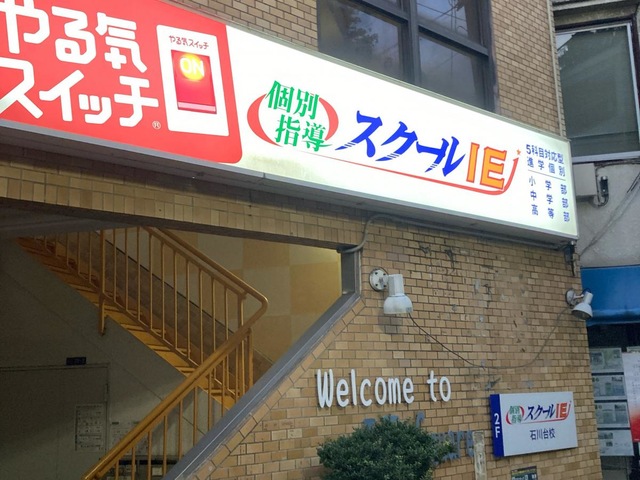 やる気
スイッチ®
やる気スイッチ
ON
個別
指導
スクールIE
5科目対応型
進学個別
小学部
中学部
高等部
Welcome to
2F
個別
指導
スクールIE
石川台校